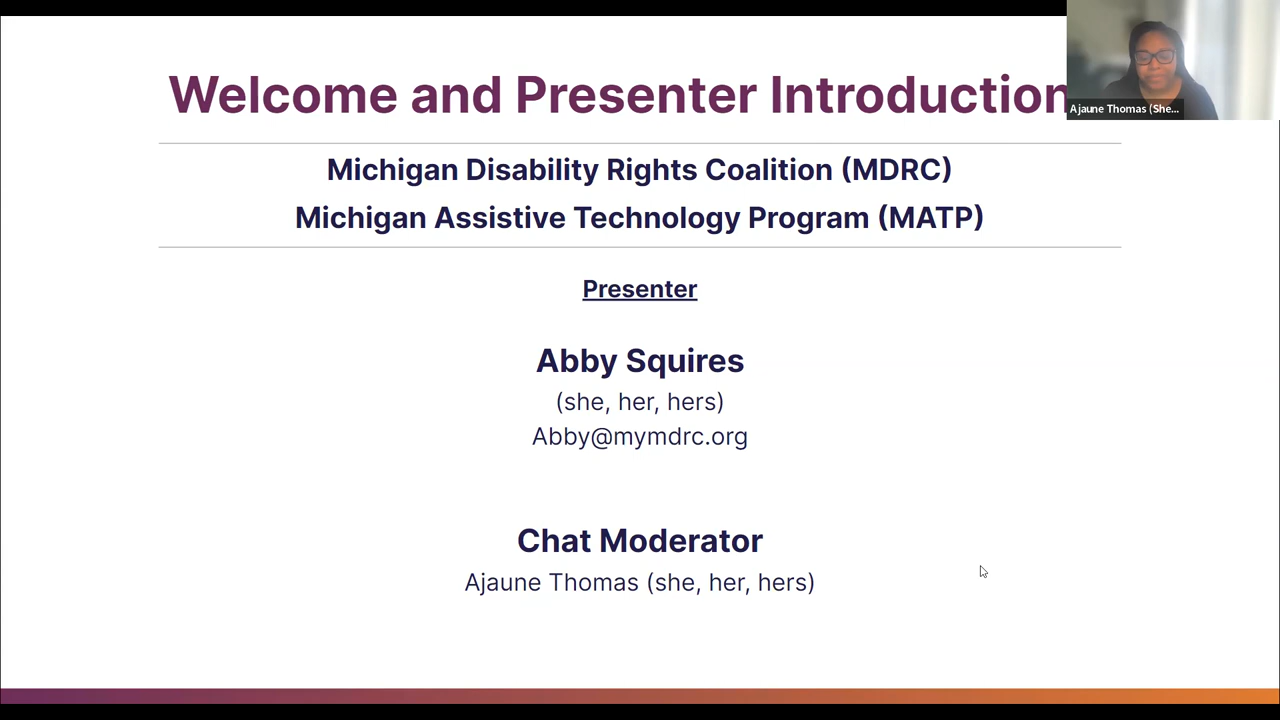 Welcome and Presenter Introduction
Ajaune Thomas (She...
Michigan Disability Rights Coalition (MDRC)
Michigan Assistive Technology Program (MATP)
Presenter
Abby Squires
(she, her, hers)
Abby@mymdrc.org
Chat Moderator
Ajaune Thomas (she, her, hers)